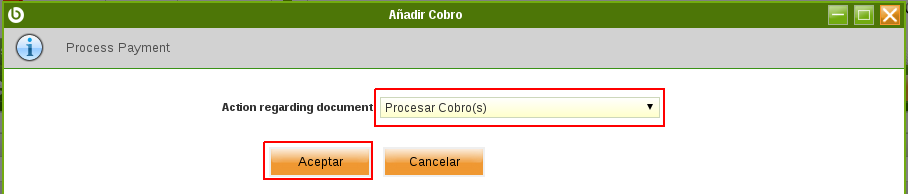 Añadir Cobro
Process Payment
Action regarding document Procesar Cobro(s)
Aceptar Cancelar